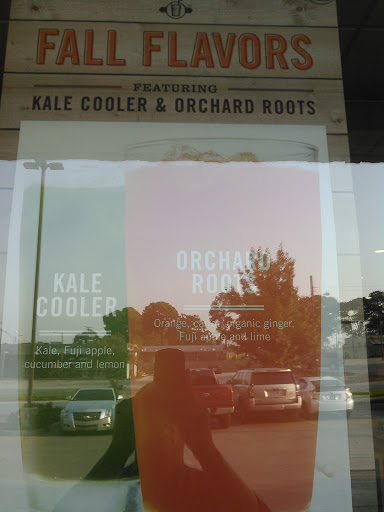 FALL FLAVORS
FEATURING
KALE COOLER & ORCHARD ROOTS
KALE
COOLER
Kale, Fuji apple,
cucumber and lemon
ORCHARD
ROOTS
Orange, carrot, organic ginger,
Fuji apple and lime